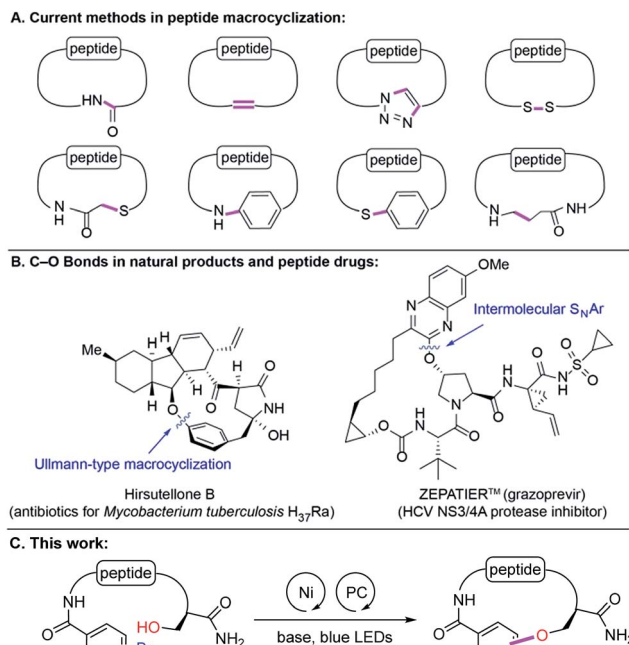 A. Current methods in peptide macrocyclization:
peptide peptide peptide peptide
HN O N N N S S
peptide peptide peptide peptide
N H O S N H S N H O NH
B. C–O Bonds in natural products and peptide drugs:
OMe
N N
Intermolecular SNAr
Me H H H H O H O O NH OH
O O N H N O H N O O O S O N H
Ullmann-type macrocyclization
Hirsutellone B
(antibiotics for Mycobacterium tuberculosis H37Ra)
ZEPATIER™ (grazoprevir)
(HCV NS3/4A protease inhibitor)
C. This work:
peptide
NH O HO O NH2
Ni PC
base, blue LEDs
peptide
NH O O O NH2